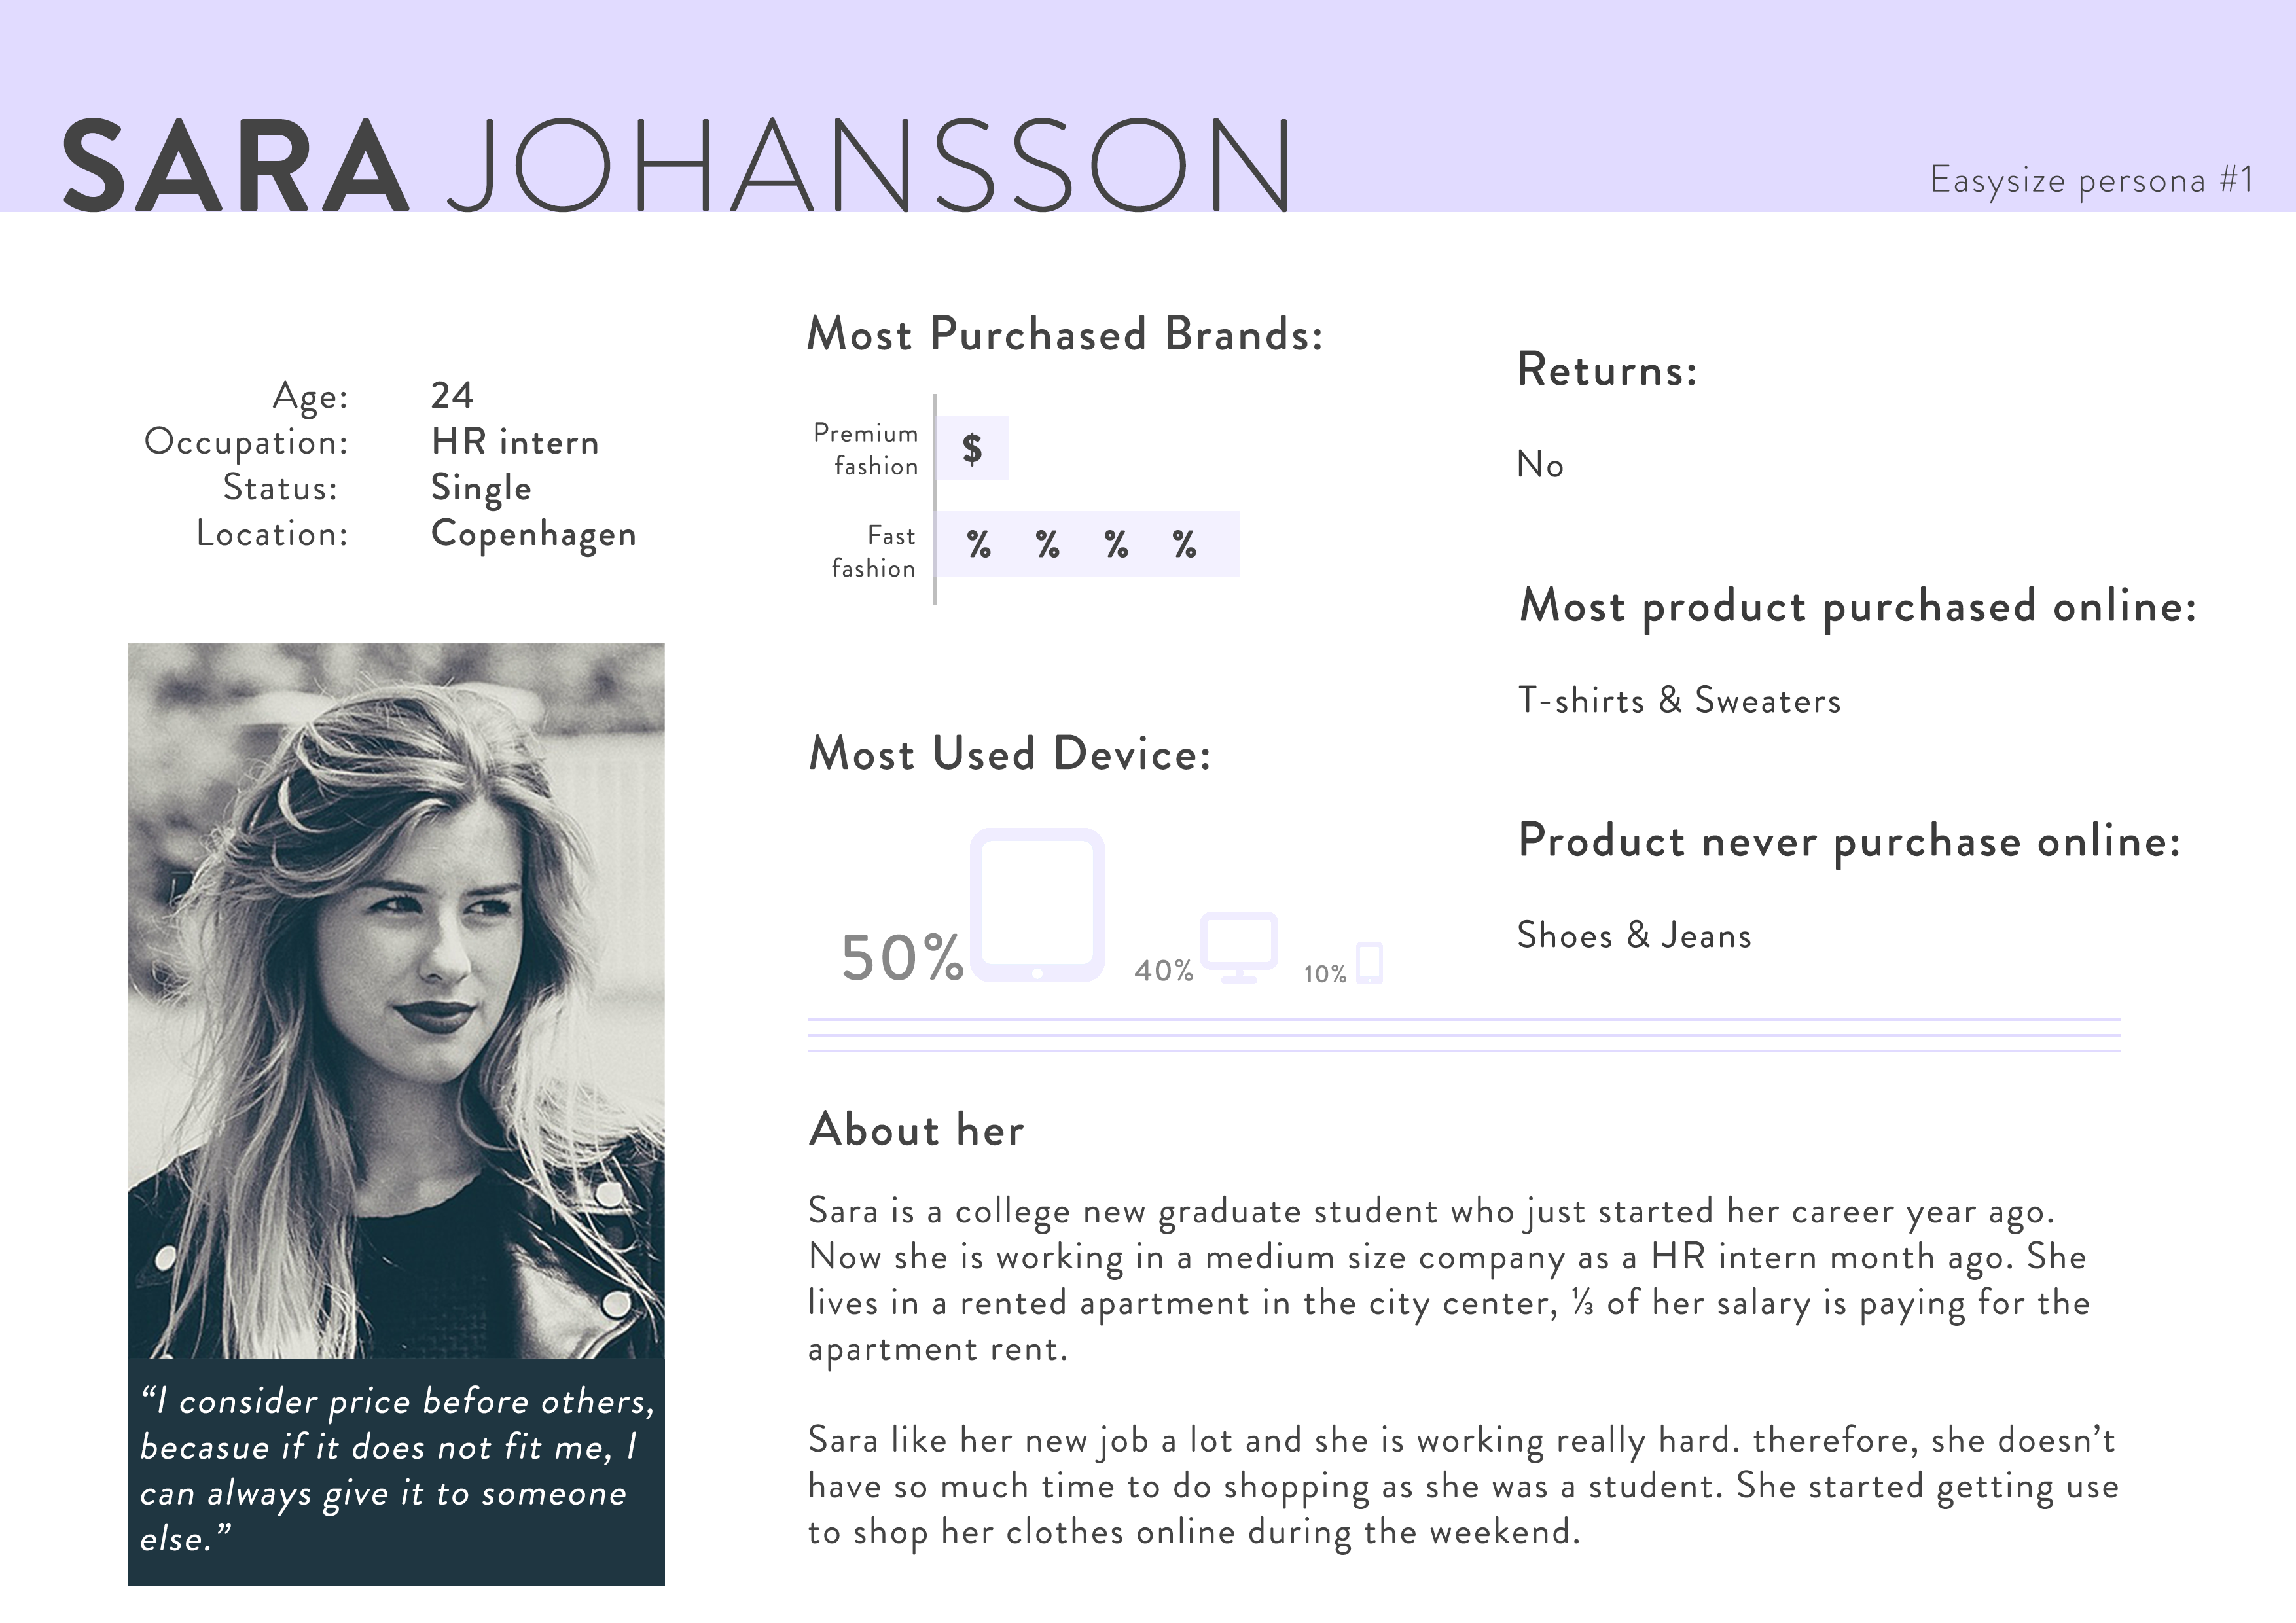 SARA JOHANSSON
Easysize persona #1
Age: 24
Occupation: HR intern
Status: Single
Location: Copenhagen
“I consider price before others,
becasue if it does not fit me, I
can always give it to someone
else.”
Most Purchased Brands:
Premium
fashion
$
Fast
fashion
% % % %
Most Used Device:
50%
40%
10%
Returns:
No
Most product purchased online:
T-shirts & Sweaters
Product never purchase online:
Shoes & Jeans
About her
Sara is a college new graduate student who just started her career year ago.
Now she is working in a medium size company as a HR intern month ago. She
lives in a rented apartment in the city center, ⅓ of her salary is paying for the
apartment rent.
Sara like her new job a lot and she is working really hard. therefore, she doesn’t
have so much time to do shopping as she was a student. She started getting use
to shop her clothes online during the weekend.